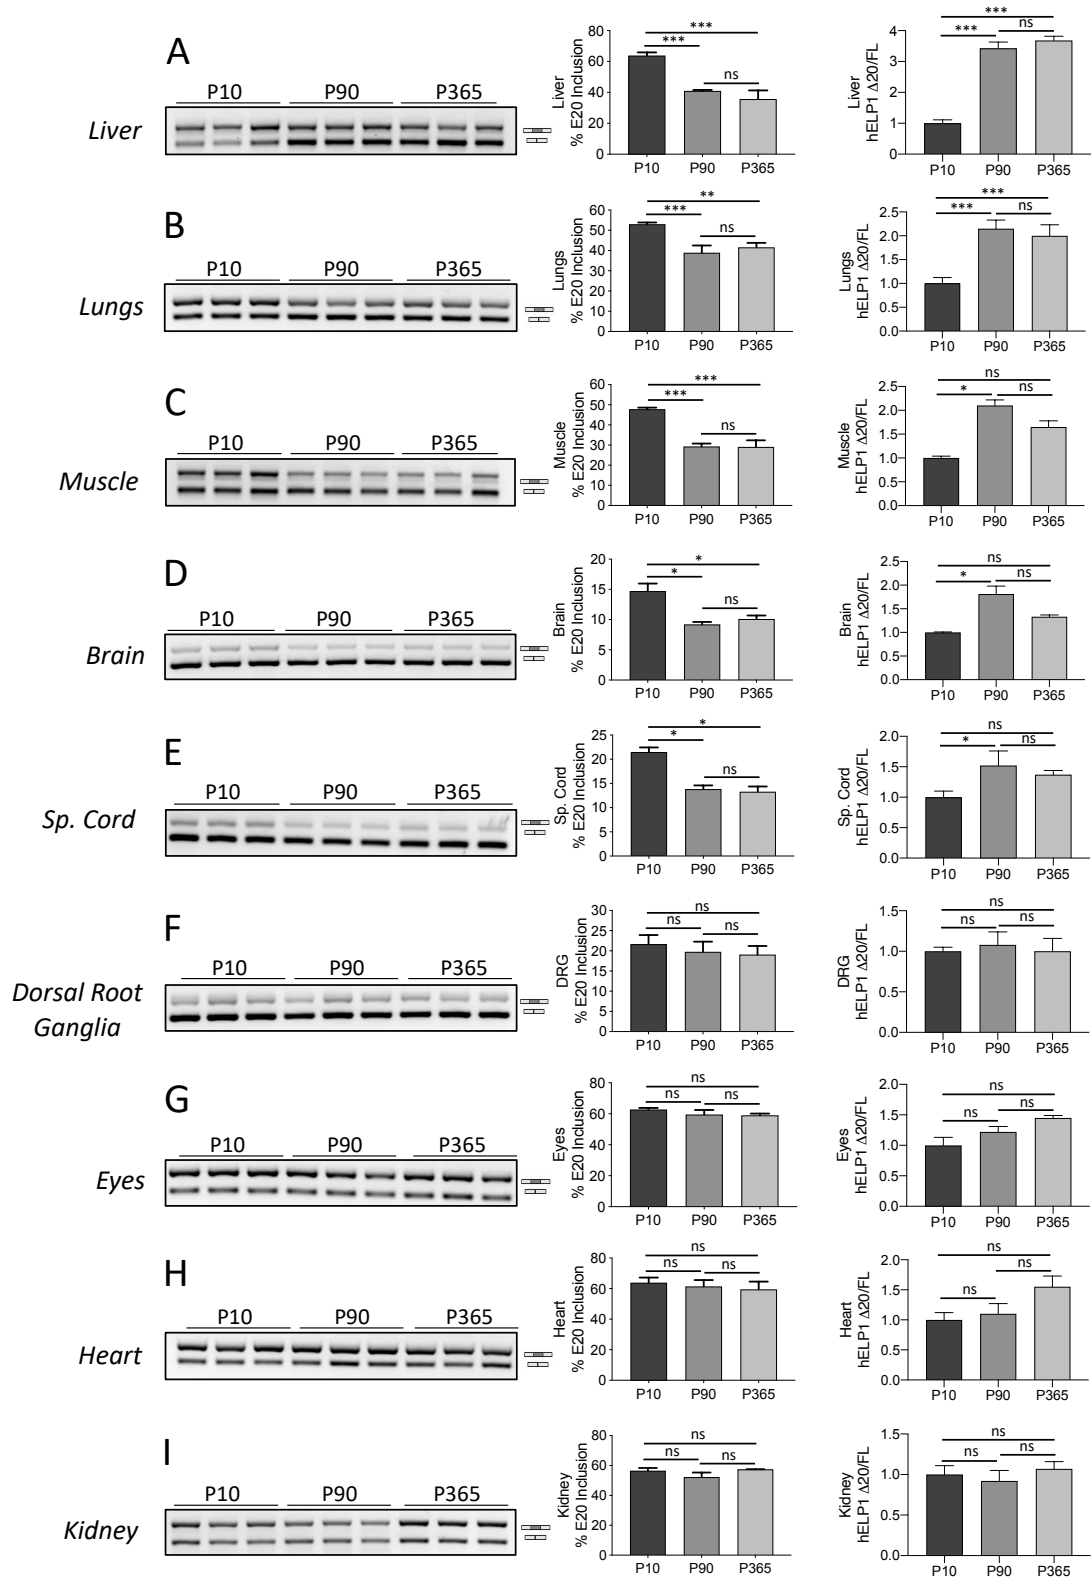 A
P10 P90 P365
Liver
Liver
% E20 Inclusion
80
60
40
20
0
***
***
ns
P10 P90 P365
Liver
hELP1 Δ20/FL
4
3
2
1
0
***
***
ns
P10 P90 P365
B
P10 P90 P365
Lungs
Lungs
% E20 Inclusion
60
50
40
30
20
10
0
**
***
ns
P10 P90 P365
Lungs
hELP1 Δ20/FL
2.5
2.0
1.5
1.0
0.5
0.0
***
***
ns
P10 P90 P365
C
P10 P90 P365
Muscle
Muscle
% E20 Inclusion
60
50
40
30
20
10
0
***
***
ns
P10 P90 P365
Muscle
hELP1 Δ20/FL
2.5
2.0
1.5
1.0
0.5
0.0
ns
*
ns
P10 P90 P365
D
P10 P90 P365
Brain
Brain
% E20 Inclusion
20
15
10
5
0
*
*
ns
P10 P90 P365
Brain
hELP1 Δ20/FL
2.5
2.0
1.5
1.0
0.5
0.0
ns
*
ns
P10 P90 P365
E
P10 P90 P365
Sp. Cord
Sp. Cord
% E20 Inclusion
25
20
15
10
5
0
*
*
ns
P10 P90 P365
Sp. Cord
hELP1 Δ20/FL
2.0
1.5
1.0
0.5
0.0
ns
*
ns
P10 P90 P365
F
P10 P90 P365
Dorsal Root
Ganglia
DRG
% E20 Inclusion
30
25
20
15
10
5
0
ns
ns
ns
P10 P90 P365
DRG
hELP1 Δ20/FL
1.5
1.0
0.5
0.0
ns
ns
ns
P10 P90 P365
G
P10 P90 P365
Eyes
Eyes
% E20 Inclusion
80
60
40
20
0
ns
ns
ns
P10 P90 P365
Eyes
hELP1 Δ20/FL
2.0
1.5
1.0
0.5
0.0
ns
ns
ns
P10 P90 P365
H
P10 P90 P365
Heart
Heart
% E20 Inclusion
80
60
40
20
0
ns
ns
ns
P10 P90 P365
Heart
hELP1 Δ20/FL
2.0
1.5
1.0
0.5
0.0
ns
ns
ns
P10 P90 P365
I
P10 P90 P365
Kidney
Kidney
% E20 Inclusion
80
60
40
20
0
ns
ns
ns
P10 P90 P365
Kidney
hELP1 Δ20/FL
1.5
1.0
0.5
0.0
ns
ns
ns
P10 P90 P365